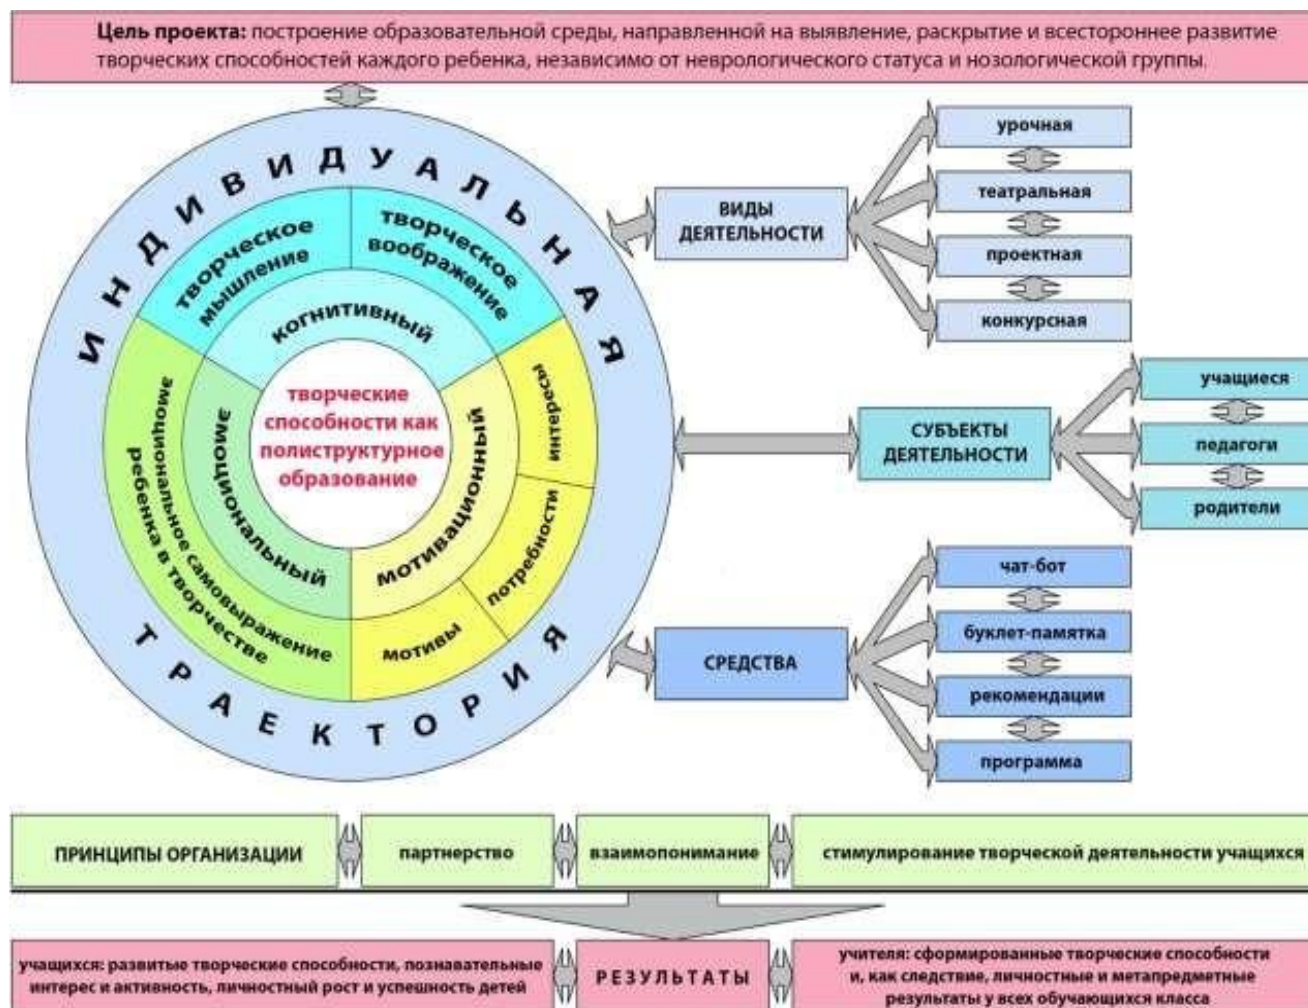 Цель проекта: построение образовательной среды, направленной на выявление, раскрытие и всестороннее развитие
творческих способностей каждого ребенка, независимо от неврологического статуса и нозологической группы.
ИНДИВИДУАЛЬНАЯ
творческое
мышление
творческое
воображение
когнитивный
эмоциональное самовыражение
ребенка в творчестве
эмоциональный
творческие
способности как
полиструктурное
образование
мотивационный
интересы
потребности
мотивы
ТРАЕКТОРИЯ
ВИДЫ
ДЕЯТЕЛЬНОСТИ
урочная
театральная
проектная
конкурсная
СУБЪЕКТЫ
ДЕЯТЕЛЬНОСТИ
учащиеся
педагоги
родители
СРЕДСТВА
чат-бот
буклет-памятка
рекомендации
программа
ПРИНЦИПЫ ОРГАНИЗАЦИИ
партнерство
взаимопонимание
стимулирование творческой деятельности учащихся
учащихся: развитые творческие способности, познавательные
интерес и активность, личностный рост и успешность детей
РЕЗУЛЬТАТЫ
учителя: сформированные творческие способности
и, как следствие, личностные и метапредметные
результаты у всех обучающихся класса